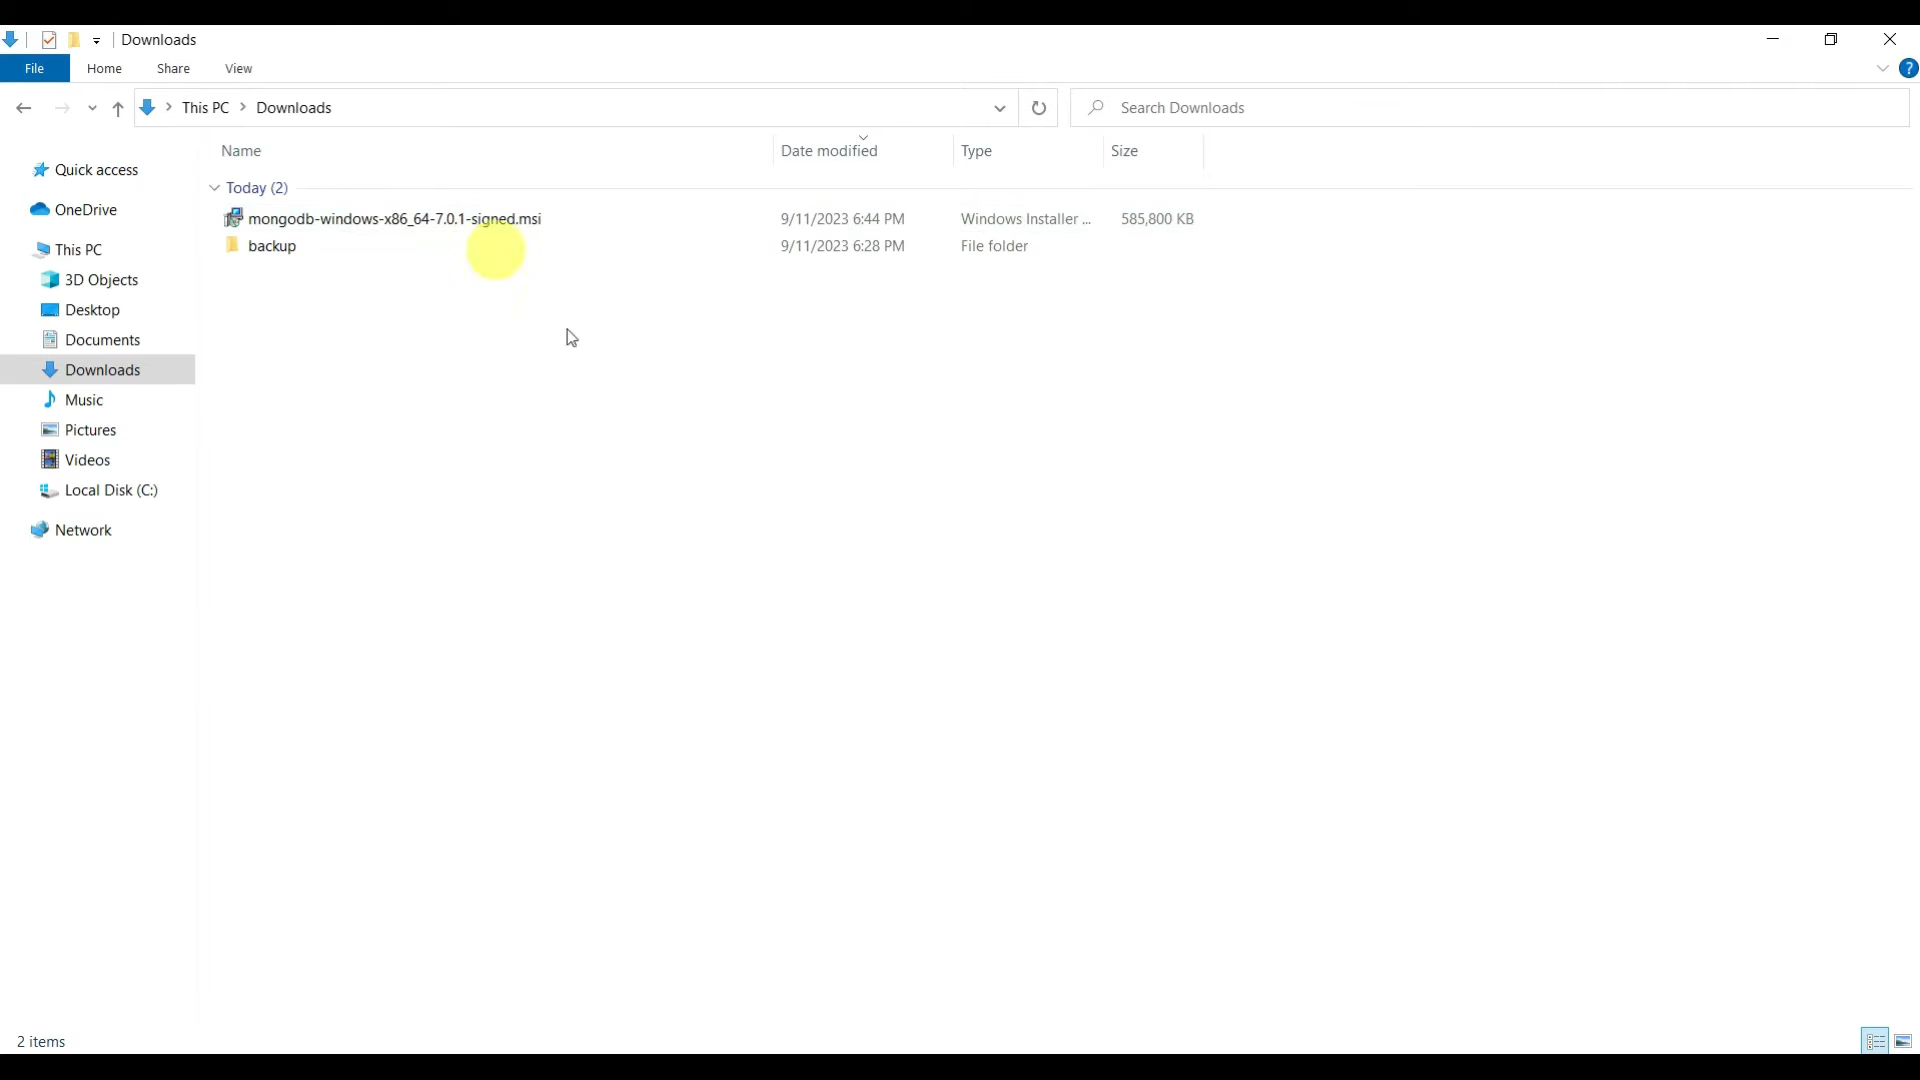 Downloads
File Home Share View
?
This PC Downloads Search Downloads
Name Date modified Type Size
Quick access
OneDrive
This PC
3D Objects
Desktop
Documents
Downloads
Music
Pictures
Videos
Local Disk (C:)
Network
Today (2)
mongodb-windows-x86_64-7.0.1-signed.msi 9/11/2023 6:44 PM Windows Installer ... 585,800 KB
backup 9/11/2023 6:28 PM File folder
2 items